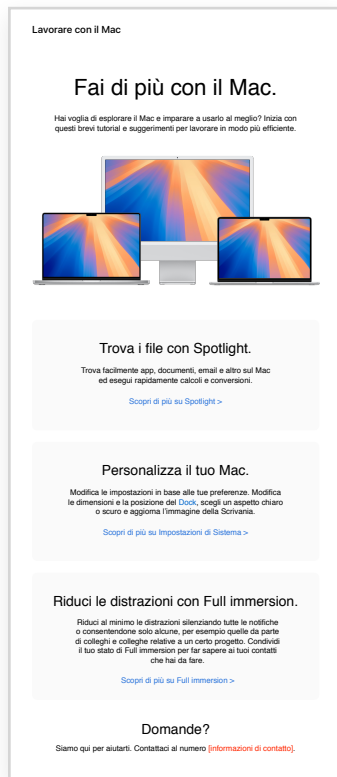 Lavorare con il Mac
Fai di più con il Mac.
Hai voglia di esplorare il Mac e imparare a usarlo al meglio? Inizia con
questi brevi tutorial e suggerimenti per lavorare in modo più efficiente.
Trova i file con Spotlight.
Trova facilmente app, documenti, email e altro sul Mac
ed esegui rapidamente calcoli e conversioni.
Scopri di più su Spotlight >
Personalizza il tuo Mac.
Modifica le impostazioni in base alle tue preferenze. Modifica
le dimensioni e la posizione del Dock, scegli un aspetto chiaro
o scuro e aggiorna l'immagine della Scrivania.
Scopri di più su Impostazioni di Sistema >
Riduci le distrazioni con Full immersion.
Riduci al minimo le distrazioni silenziando tutte le notifiche
o consentendone solo alcune, per esempio quelle da parte
di colleghi e colleghe relative a un certo progetto. Condividi
il tuo stato di Full immersion per far sapere ai tuoi contatti
che hai da fare.
Scopri di più su Full immersion >
Domande?
Siamo qui per aiutarti. Contattaci al numero [informazioni di contatto].